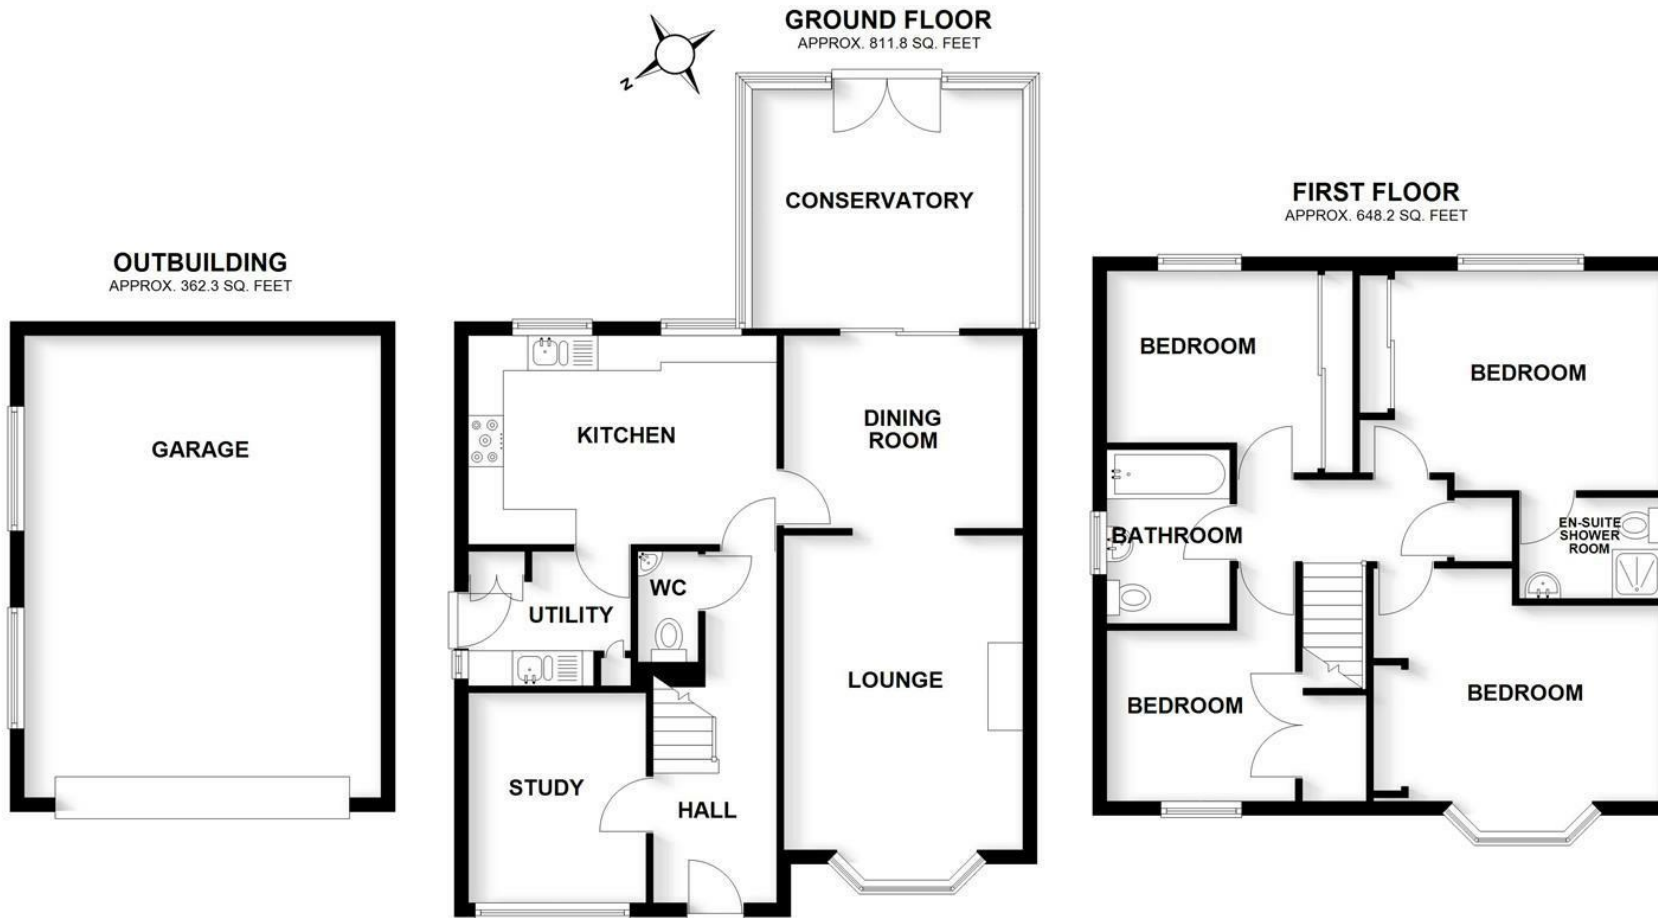 GROUND FLOOR
APPROX. 811.8 SQ. FEET
N
CONSERVATORY
FIRST FLOOR
APPROX. 648.2 SQ. FEET
OUTBUILDING
APPROX. 362.3 SQ. FEET
GARAGE
KITCHEN
DINING
ROOM
UTILITY
WC
LOUNGE
STUDY
HALL
BEDROOM
BEDROOM
BATHROOM
EN-SUITE
SHOWER
ROOM
BEDROOM
BEDROOM